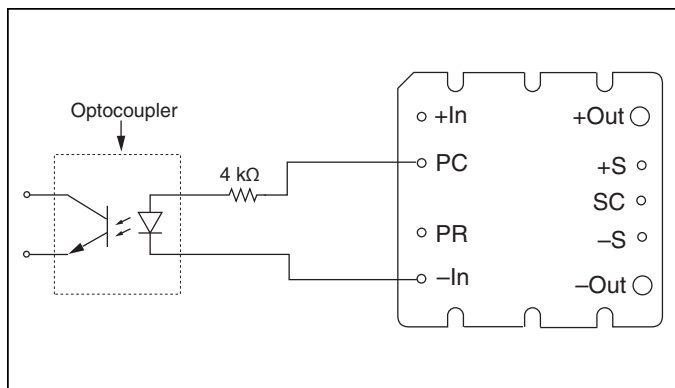 Optocoupler
4 kΩ
+In
PC
PR
–In
+Out
+S
SC
–S
–Out